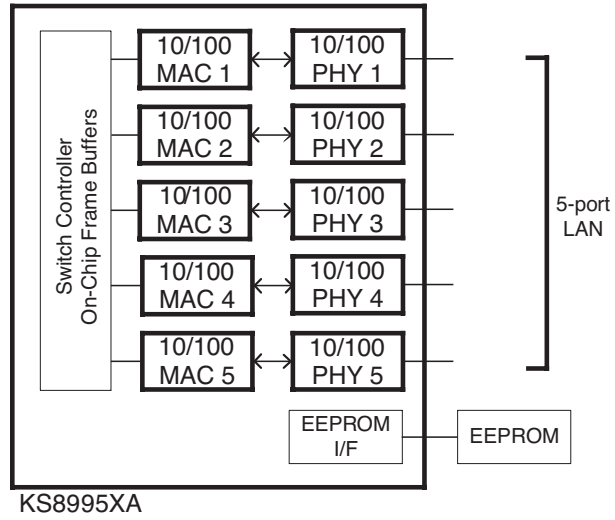 Switch Controller
On-Chip Frame Buffers
10/100
MAC 1
10/100
PHY 1
10/100
MAC 2
10/100
PHY 2
10/100
MAC 3
10/100
PHY 3
10/100
MAC 4
10/100
PHY 4
10/100
MAC 5
10/100
PHY 5
5-port
LAN
EEPROM
I/F
EEPROM
KS8995XA